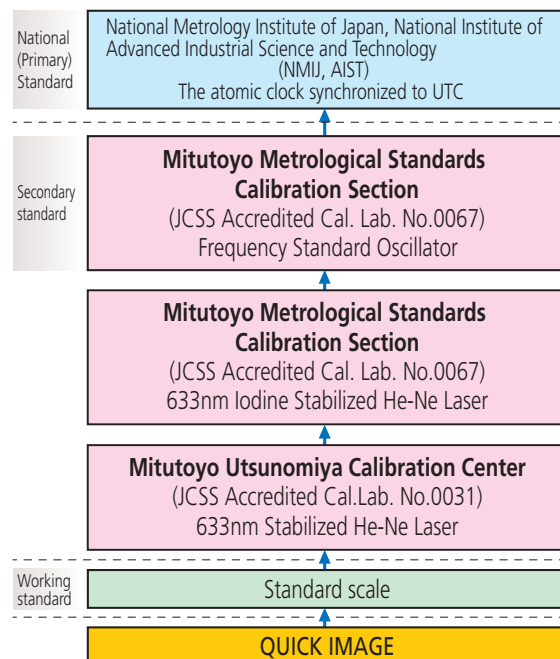 National
(Primary)
Standard
National Metrology Institute of Japan, National Institute of
Advanced Industrial Science and Technology
(NMIJ, AIST)
The atomic clock synchronized to UTC
Secondary
standard
Mitutoyo Metrological Standards
Calibration Section
(JCSS Accredited Cal. Lab. No.0067)
Frequency Standard Oscillator
Mitutoyo Metrological Standards
Calibration Section
(JCSS Accredited Cal. Lab. No.0067)
633nm Iodine Stabilized He-Ne Laser
Mitutoyo Utsunomiya Calibration Center
(JCSS Accredited Cal.Lab. No.0031)
633nm Stabilized He-Ne Laser
Working
standard
Standard scale
QUICK IMAGE